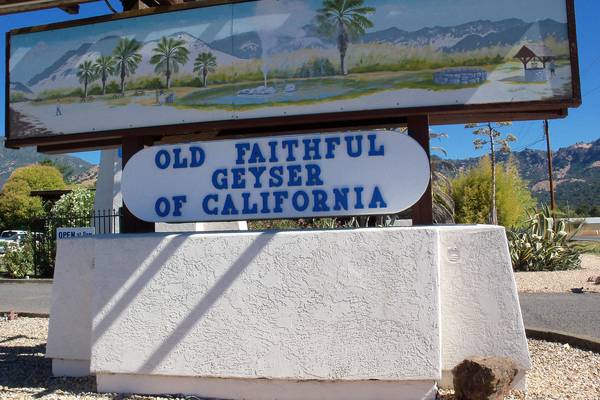 OLD FAITHFUL
GEYSER
OF CALIFORNIA
OPEN